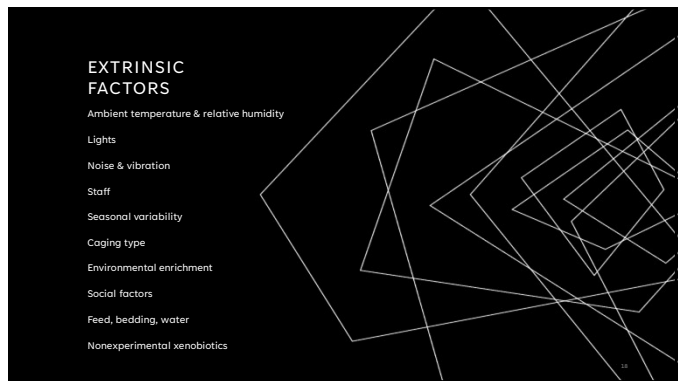 EXTRINSIC
FACTORS
Ambient temperature & relative humidity
Lights
Noise & vibration
Staff
Seasonal variability
Caging type
Environmental enrichment
Social factors
Feed, bedding, water
Nonexperimental xenobiotics
18